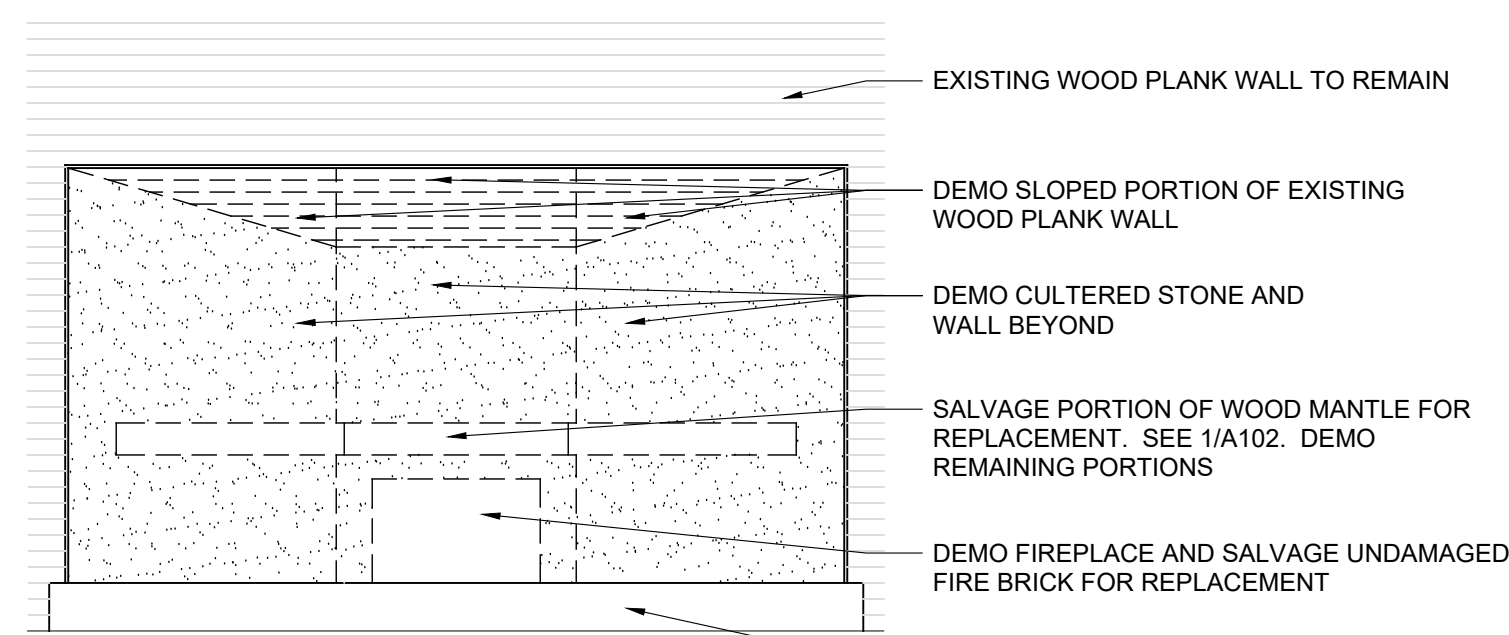 EXISTING WOOD PLANK WALL TO REMAIN
DEMO SLOPED PORTION OF EXISTING
WOOD PLANK WALL
DEMO CULTERED STONE AND
WALL BEYOND
SALVAGE PORTION OF WOOD MANTLE FOR
REPLACEMENT.  SEE 1/A102.  DEMO
REMAINING PORTIONS
DEMO FIREPLACE AND SALVAGE UNDAMAGED
FIRE BRICK FOR REPLACEMENT